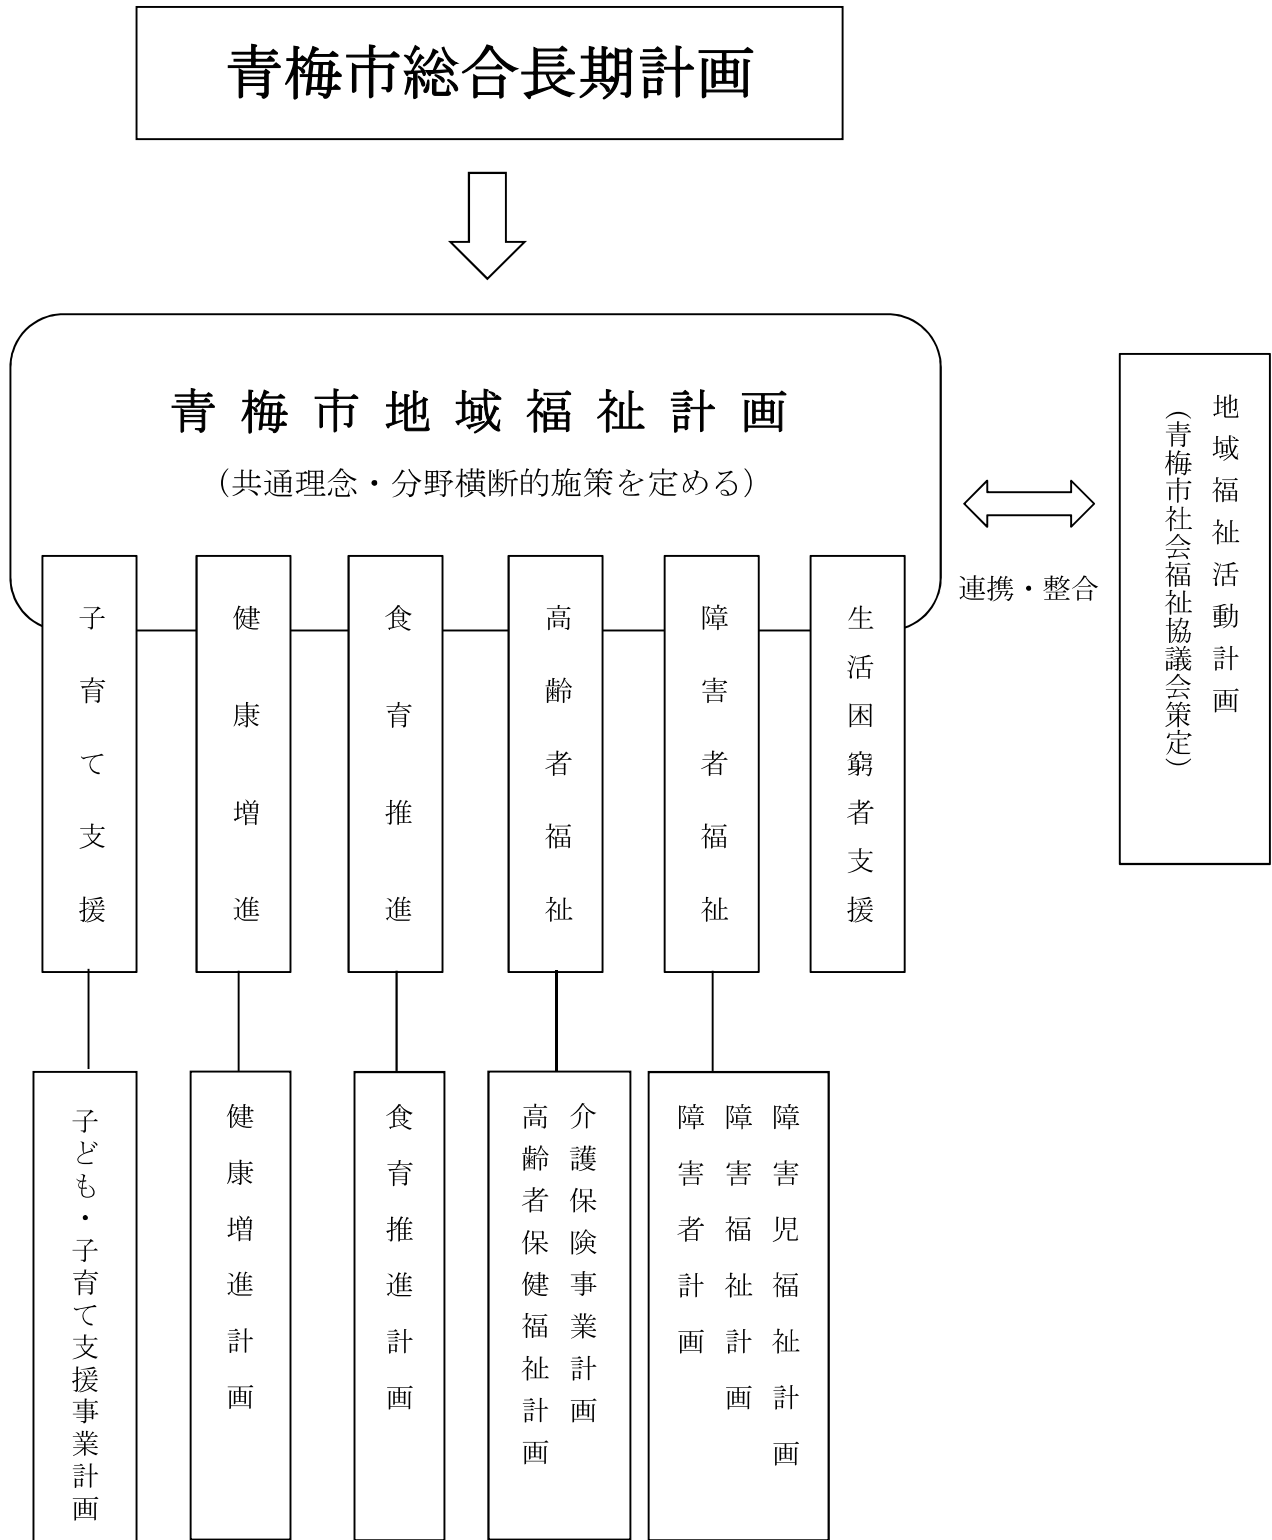 青梅市総合長期計画
青梅市地域福祉計画
（共通理念・分野横断的施策を定める）
連携・整合
地域福祉活動計画
（青梅市社会福祉協議会策定）
子育て支援
健康増進
食育推進
高齢者福祉
障害者福祉
生活困窮者支援
子ども・子育て支援事業計画
健康増進計画
食育推進計画
介護保険事業計画
高齢者保健福祉計画
障害児福祉計画
障害福祉計画
障害者計画